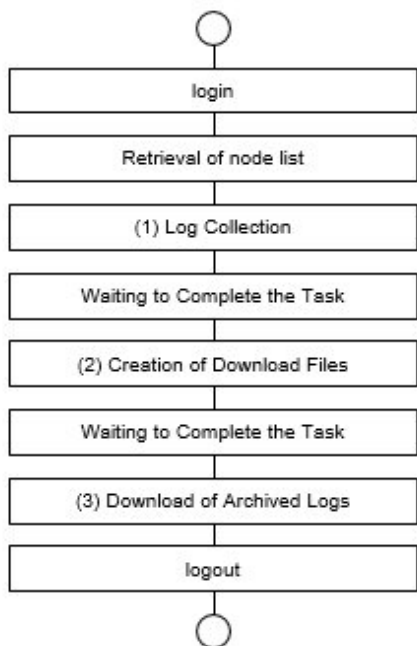 login
Retrieval of node list
(1) Log Collection
Waiting to Complete the Task
(2) Creation of Download Files
Waiting to Complete the Task
(3) Download of Archived Logs
logout